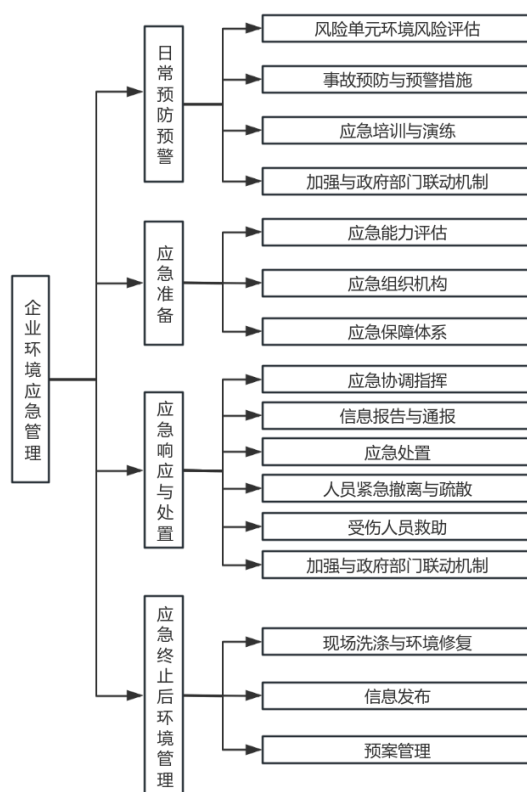 企业环境应急管理
日常预防预警
风险单元环境风险评估
事故预防与预警措施
应急培训与演练
加强与政府部门联动机制
应急准备
应急能力评估
应急组织机构
应急保障体系
应急响应与处置
应急协调指挥
信息报告与通报
应急处置
人员紧急撤离与疏散
受伤人员救助
加强与政府部门联动机制
应急终止后环境管理
现场洗涤与环境修复
信息发布
预案管理